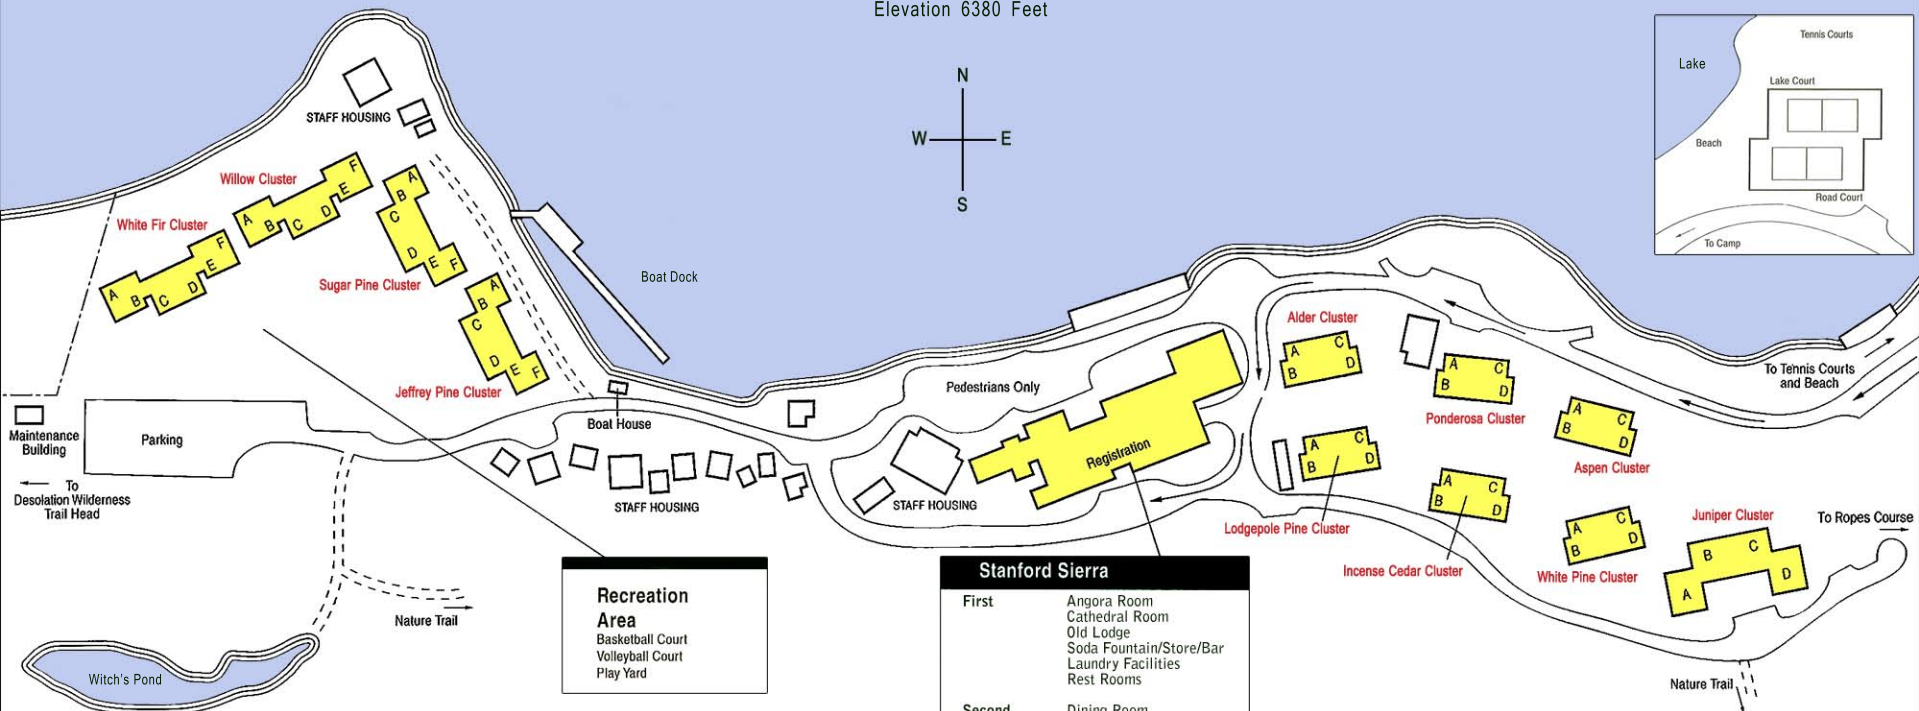 Elevation 6380 Feet
N
W E
S
Tennis Courts
Lake
Lake Court
Beach
Road Court
To Camp
STAFF HOUSING
Willow Cluster
A B C D E F
White Fir Cluster
A B C D E F
Sugar Pine Cluster
A
B
C
D
E
F
Jeffrey Pine Cluster
A
B
C
D
E
F
Boat Dock
Boat House
Maintenance
Building
Parking
To
Desolation Wilderness
Trail Head
STAFF HOUSING
Pedestrians Only
Registration
STAFF HOUSING
Alder Cluster
A C
B D
Ponderosa Cluster
A C
B D
Aspen Cluster
A C
B D
Lodgepole Pine Cluster
A C
B D
Incense Cedar Cluster
A C
B D
White Pine Cluster
A C
B D
Juniper Cluster
A B C D
To Tennis Courts
and Beach
To Ropes Course
Nature Trail
Nature Trail
Witch's Pond
Recreation
Area
Basketball Court
Volleyball Court
Play Yard
Stanford Sierra
First Angora Room
Cathedral Room
Old Lodge
Soda Fountain/Store/Bar
Laundry Facilities
Rest Rooms
Second Dining Room